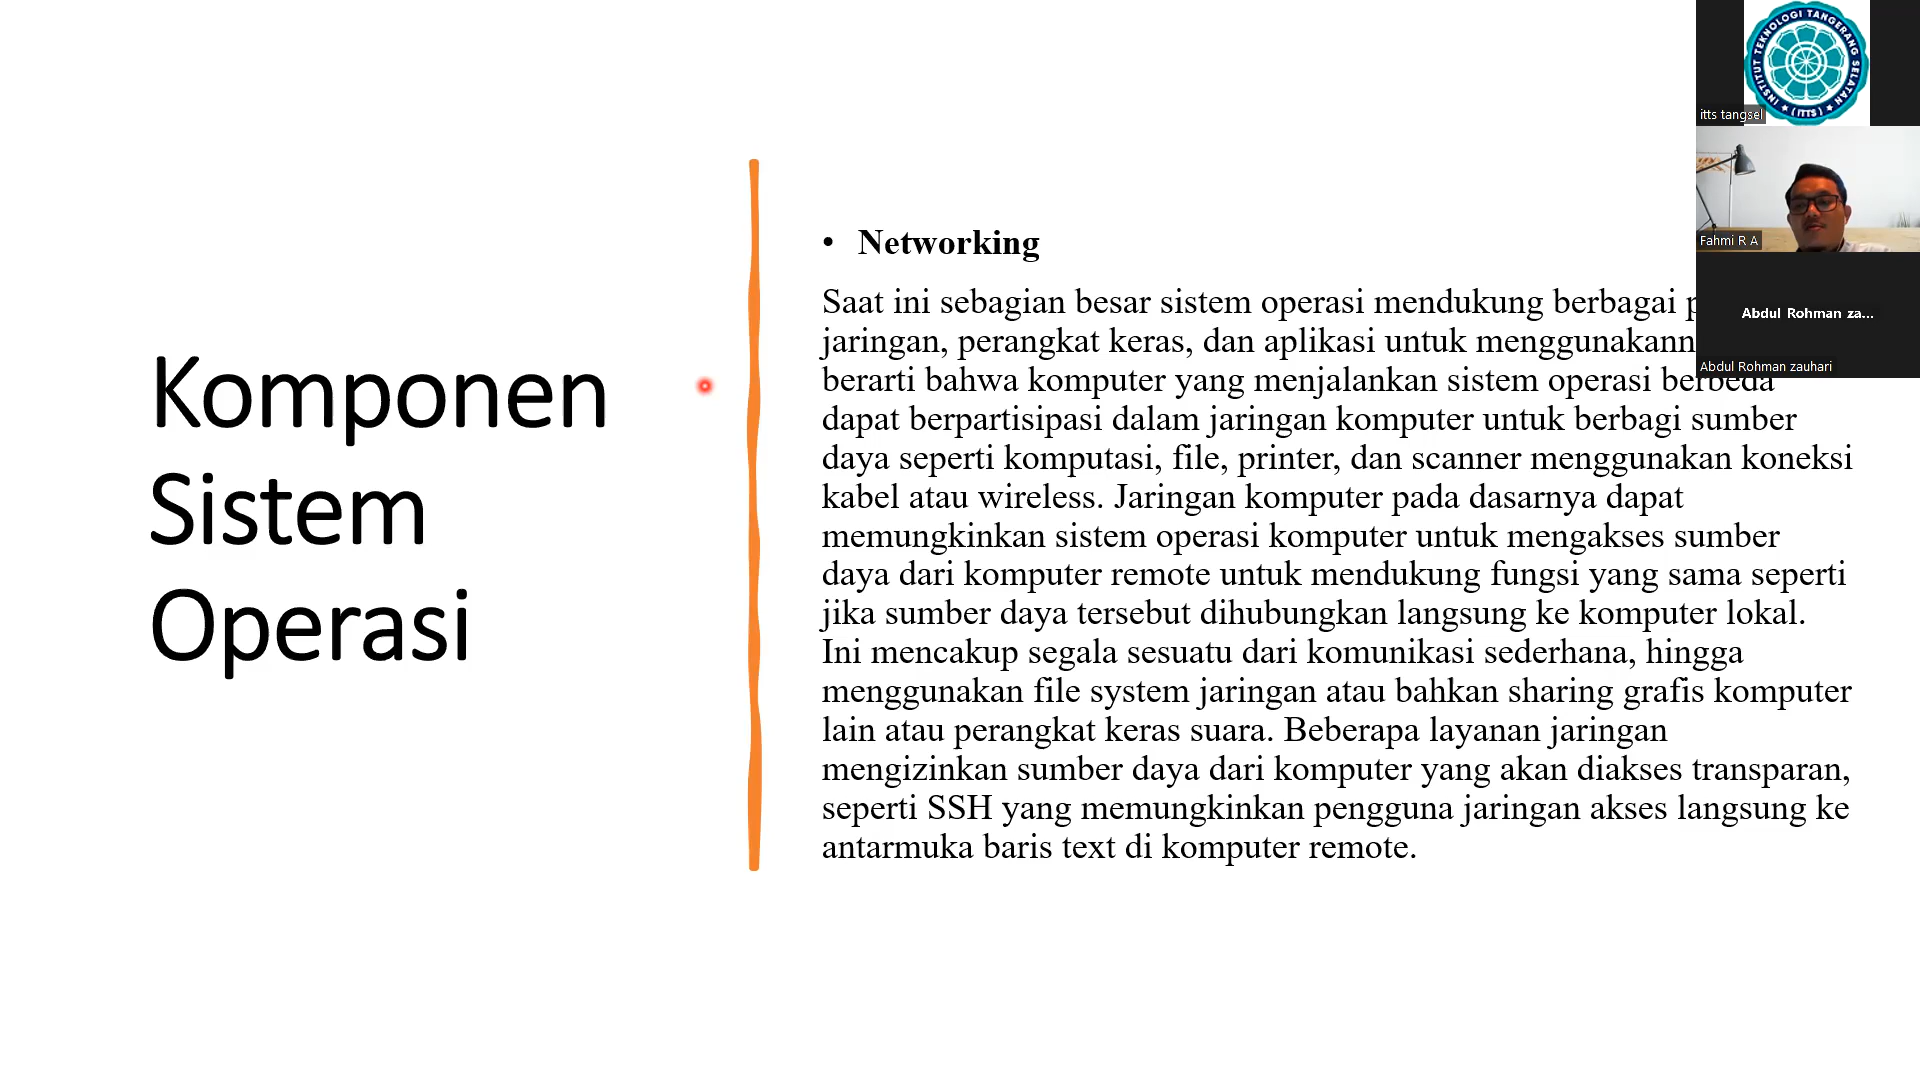 Komponen
Sistem
Operasi
• Networking
Saat ini sebagian besar sistem operasi mendukung berbagai
jaringan, perangkat keras, dan aplikasi untuk
berarti bahwa komputer yang menjalankan sistem operasi berbeda
dapat berpartisipasi dalam jaringan komputer untuk berbagi sumber
daya seperti komputasi, file, printer, dan scanner menggunakan koneksi
kabel atau wireless. Jaringan komputer pada dasarnya dapat
memungkinkan sistem operasi komputer untuk mengakses sumber
daya dari komputer remote untuk mendukung fungsi yang sama seperti
jika sumber daya tersebut dihubungkan langsung ke komputer lokal.
Ini mencakup segala sesuatu dari komunikasi sederhana, hingga
menggunakan file system jaringan atau bahkan sharing grafis komputer
lain atau perangkat keras suara. Beberapa layanan jaringan
mengizinkan sumber daya dari komputer yang akan diakses transparan,
seperti SSH yang memungkinkan pengguna jaringan akses langsung ke
antarmuka baris text di komputer remote.
INSTITUT TEKNOLOGI TANGERANG SELATAN
( ITTS )
itts tangsel
Fahmi R A
Abdul Rohman za...
Abdul Rohman zauhari